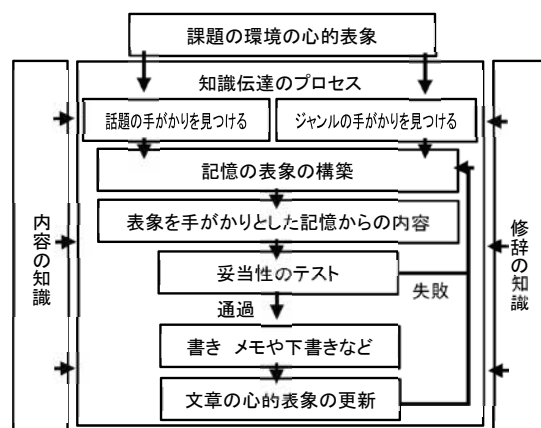 課題の環境の心的表象
知識伝達のプロセス
話題の手がかりを見つける
ジャンルの手がかりを見つける
記憶の表象の構築
表象を手がかりとした記憶からの内容
妥当性のテスト
失敗
通過
書き メモや下書きなど
文章の心的表象の更新
内容の知識
修辞の知識